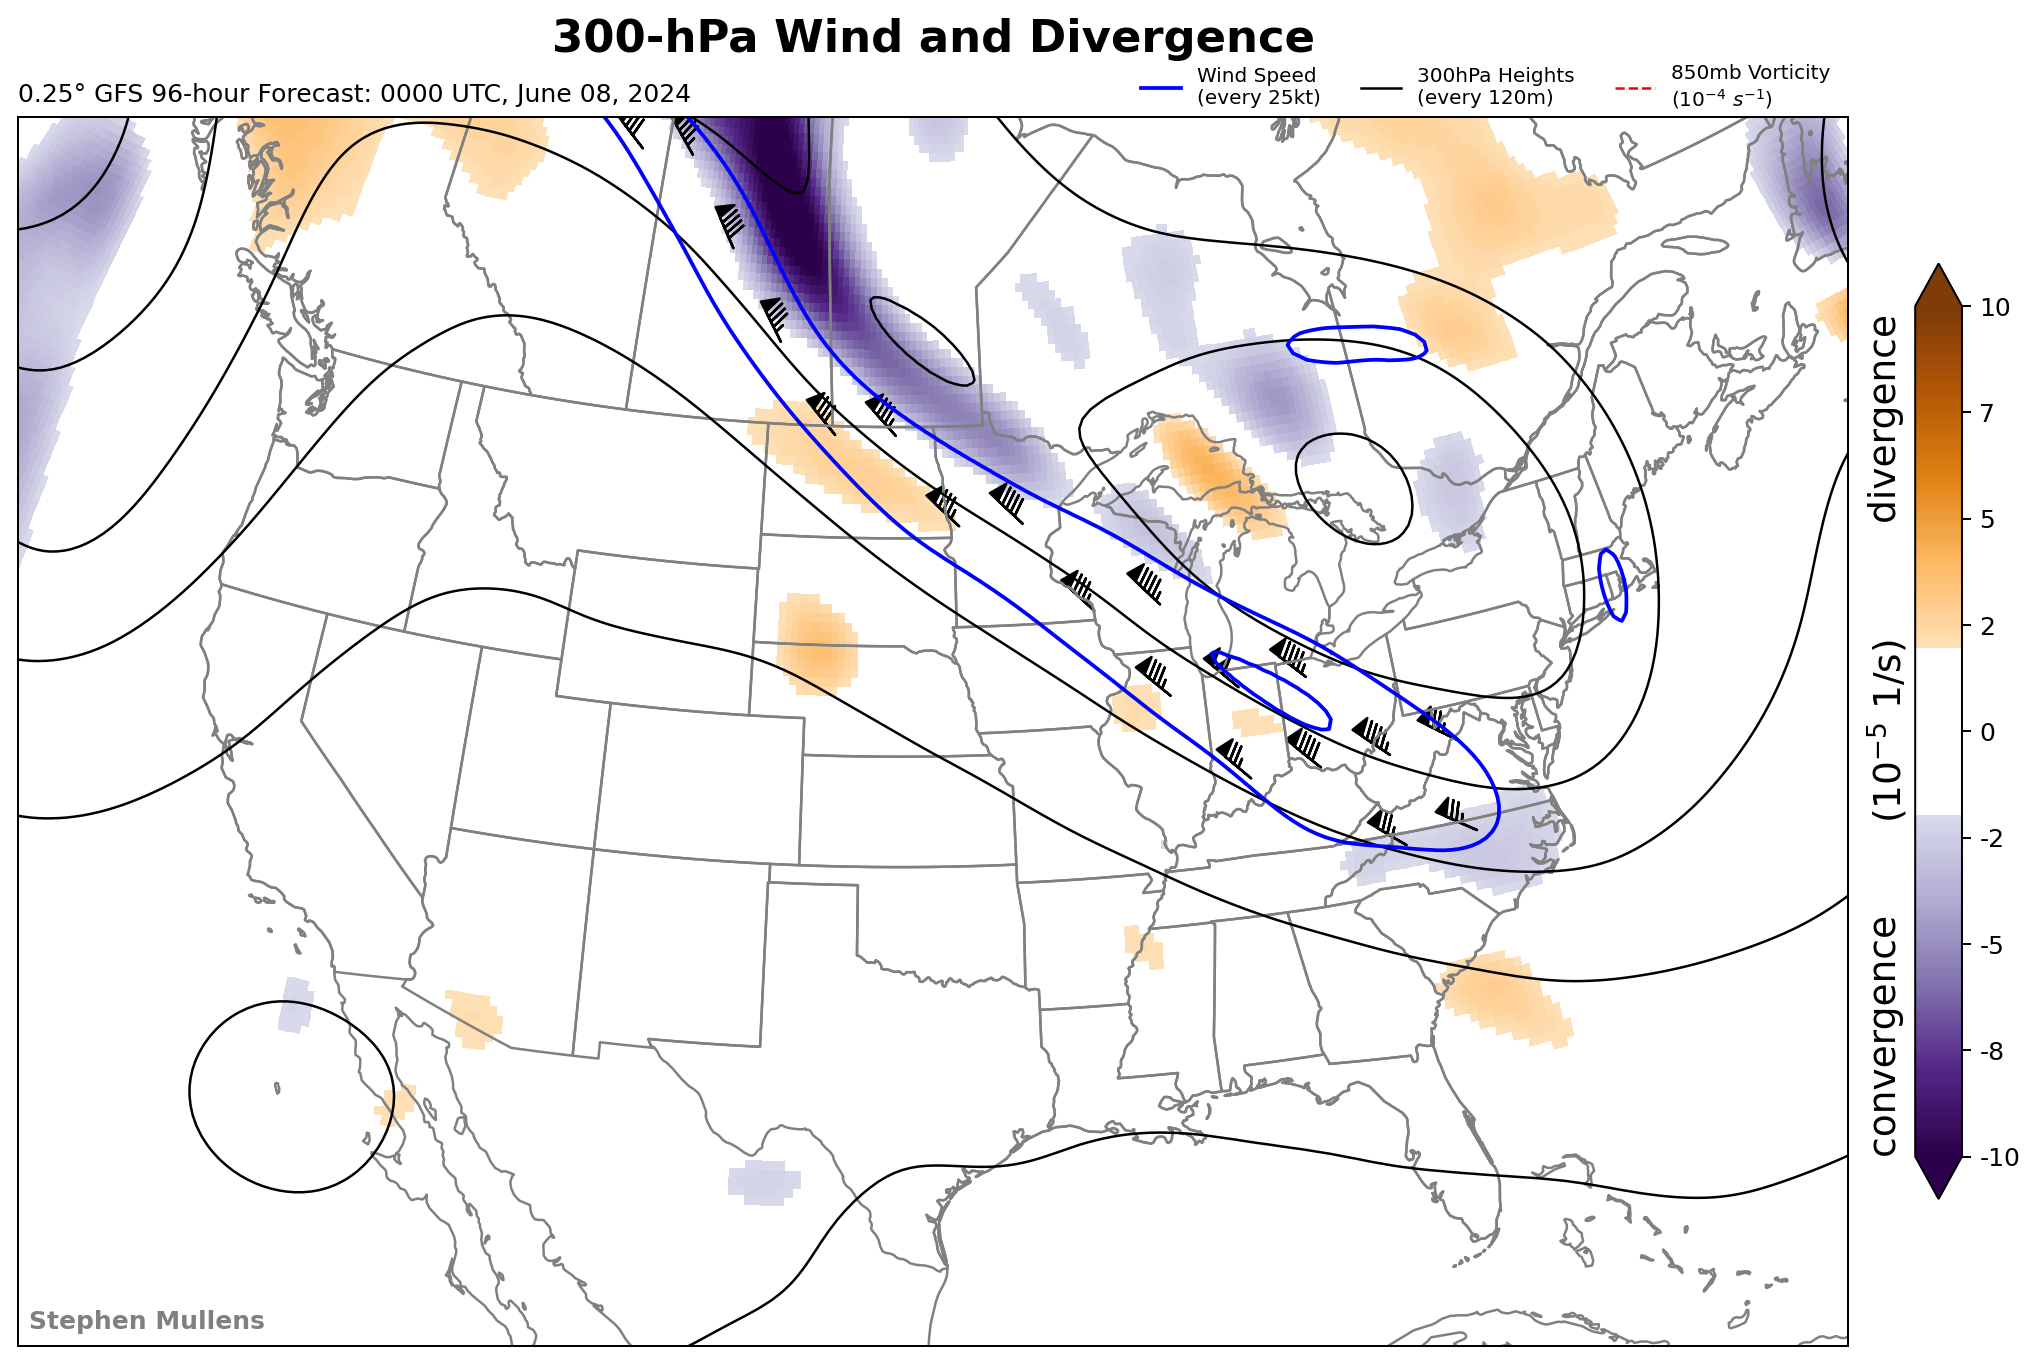 300-hPa Wind and Divergence
0.25° GFS 96-hour Forecast: 0000 UTC, June 08, 2024
Wind Speed
(every 25kt)
300hPa Heights
(every 120m)
850mb Vorticity
(10⁻⁴ s⁻¹)
10
7
5
2
0
-2
-5
-8
-10
convergence (10⁻⁵ 1/s) divergence
Stephen Mullens